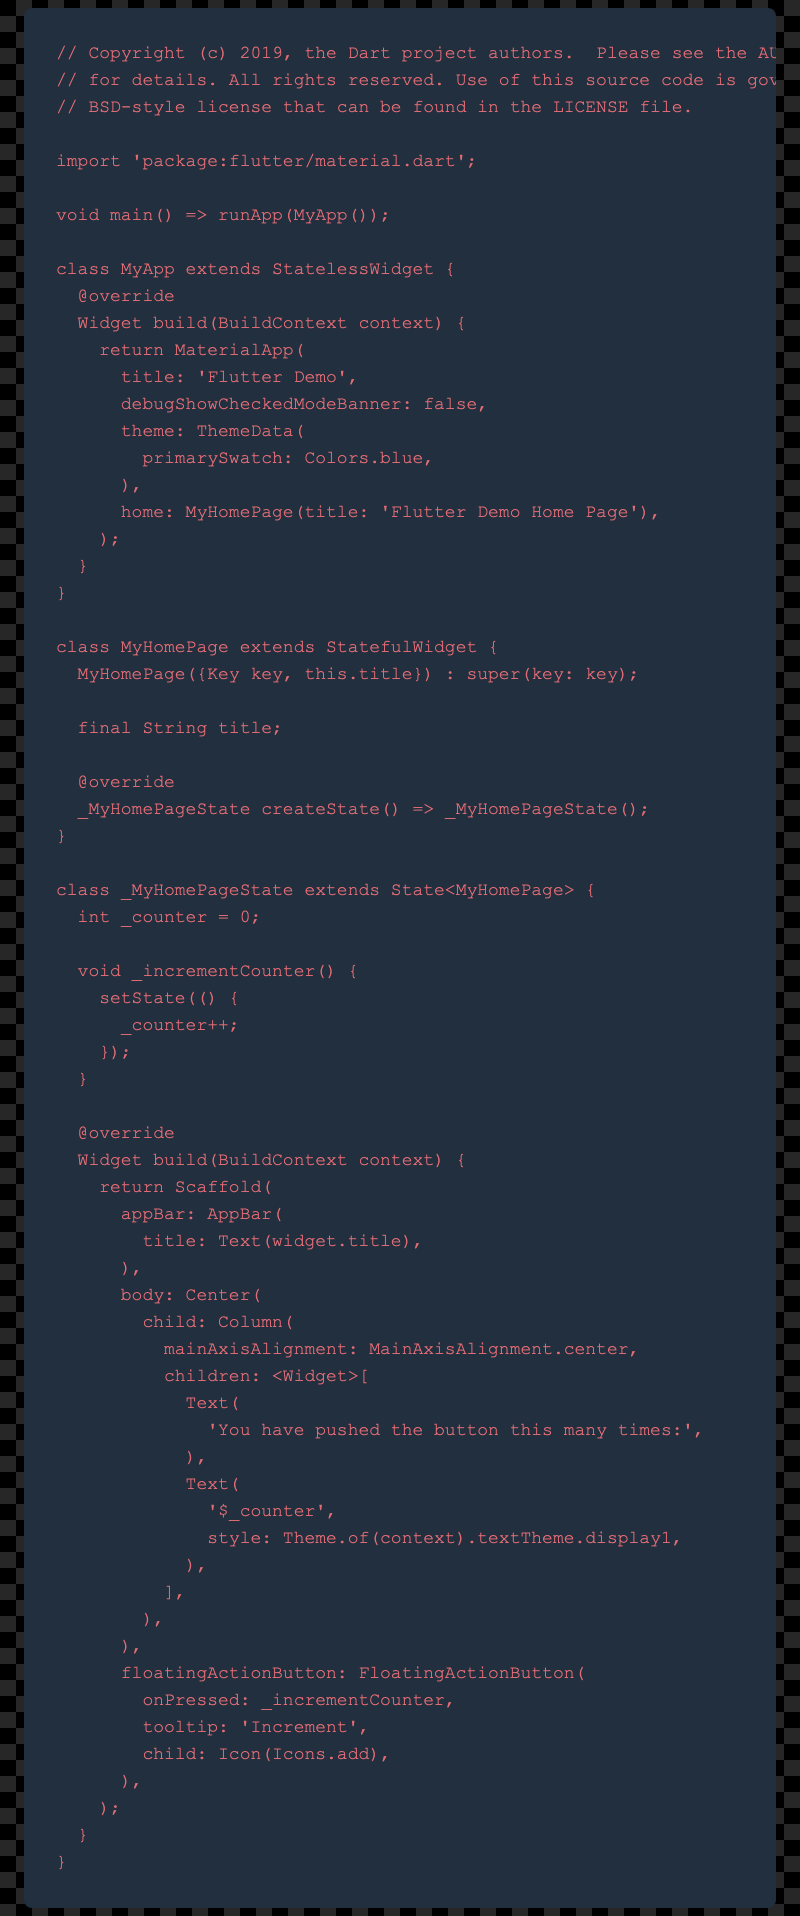 // Copyright (c) 2019, the Dart project authors.  Please see the
// for details. All rights reserved. Use of this source code is
// BSD-style license that can be found in the LICENSE file.

import 'package:flutter/material.dart';

void main() => runApp(MyApp());

class MyApp extends StatelessWidget {
  @override
  Widget build(BuildContext context) {
    return MaterialApp(
      title: 'Flutter Demo',
      debugShowCheckedModeBanner: false,
      theme: ThemeData(
        primarySwatch: Colors.blue,
      ),
      home: MyHomePage(title: 'Flutter Demo Home Page'),
    );
  }
}

class MyHomePage extends StatefulWidget {
  MyHomePage({Key key, this.title}) : super(key: key);

  final String title;

  @override
  _MyHomePageState createState() => _MyHomePageState();
}

class _MyHomePageState extends State<MyHomePage> {
  int _counter = 0;

  void _incrementCounter() {
    setState(() {
      _counter++;
    });
  }

  @override
  Widget build(BuildContext context) {
    return Scaffold(
      appBar: AppBar(
        title: Text(widget.title),
      ),
      body: Center(
        child: Column(
          mainAxisAlignment: MainAxisAlignment.center,
          children: <Widget>[
            Text(
              'You have pushed the button this many times:',
            ),
            Text(
              '$_counter',
              style: Theme.of(context).textTheme.display1,
            ),
          ],
        ),
      ),
      floatingActionButton: FloatingActionButton(
        onPressed: _incrementCounter,
        tooltip: 'Increment',
        child: Icon(Icons.add),
      ),
    );
  }
}